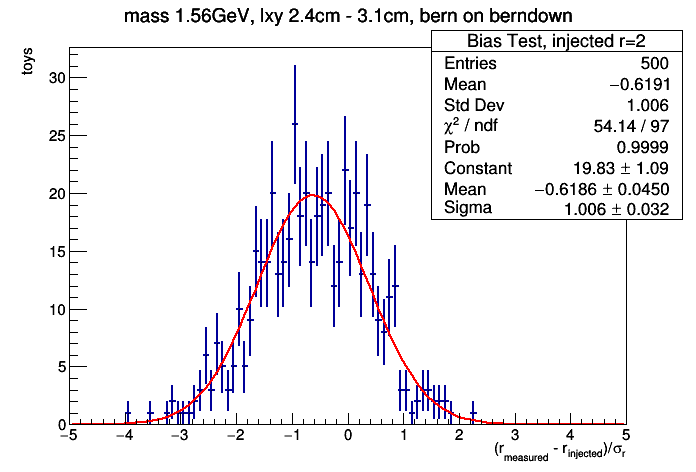 mass 1.56GeV, lxy 2.4cm - 3.1cm, bern on berndown
Bias Test, injected r=2
Entries 500
Mean −0.6191
Std Dev 1.006
χ² / ndf 54.14 / 97
Prob 0.9999
Constant 19.83 ± 1.09
Mean −0.6186 ± 0.0450
Sigma 1.006 ± 0.032
toys
30
25
20
15
10
5
0
−5 −4 −3 −2 −1 0 1 2 3 4 5
(r_measured - r_injected)/σ_r